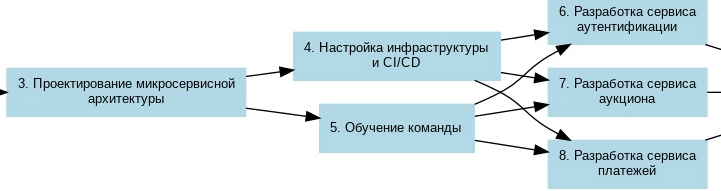 3. Проектирование микросервисной
архитектуры
4. Настройка инфраструктуры
и CI/CD
5. Обучение команды
6. Разработка сервиса
аутентификации
7. Разработка сервиса
аукциона
8. Разработка сервиса
платежей